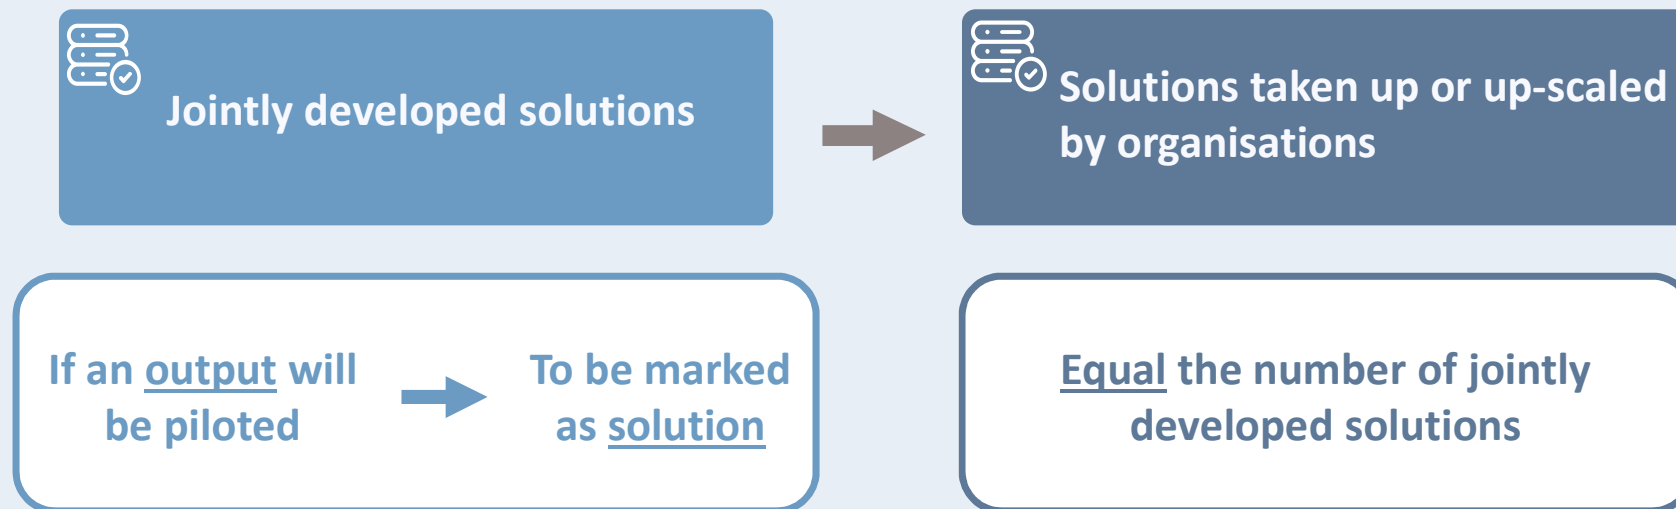 Jointly developed solutions
Solutions taken up or up-scaled
by organisations
If an output will
be piloted
To be marked
as solution
Equal the number of jointly
developed solutions